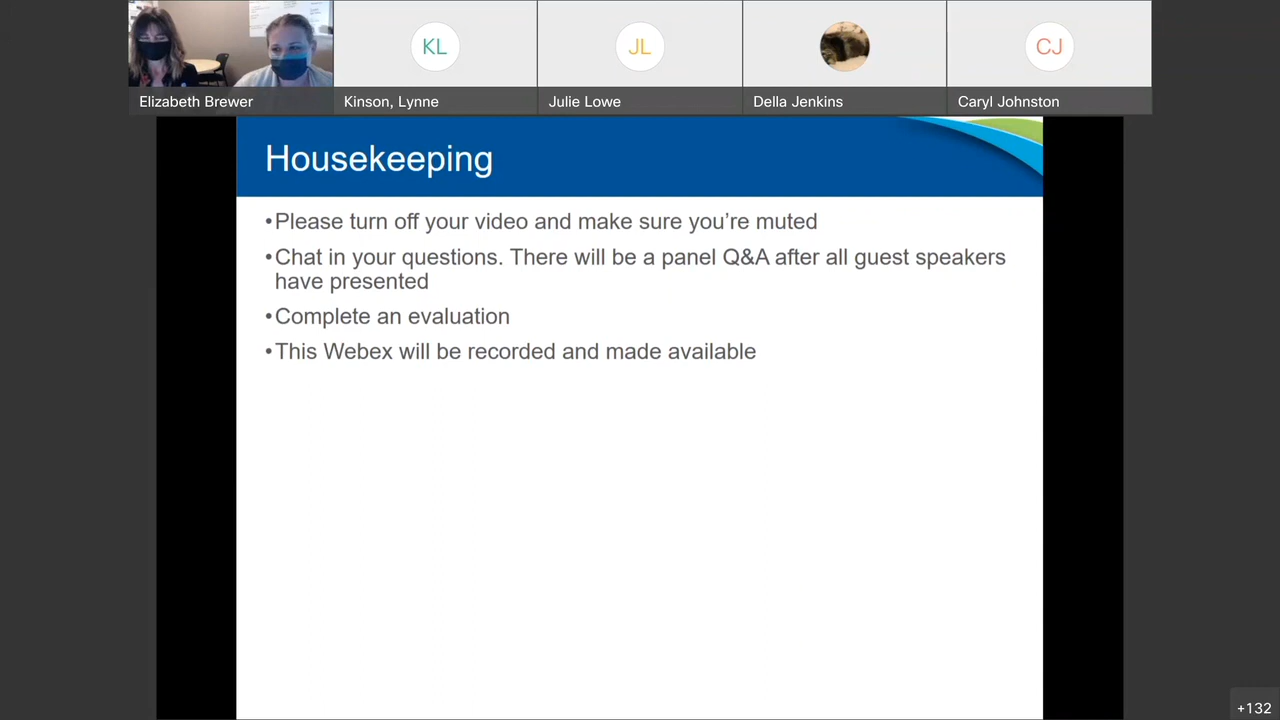 KL
JL
CJ
Elizabeth Brewer
Kinson, Lynne
Julie Lowe
Della Jenkins
Caryl Johnston
Housekeeping
•Please turn off your video and make sure you’re muted
•Chat in your questions. There will be a panel Q&A after all guest speakers
have presented
•Complete an evaluation
•This Webex will be recorded and made available
+132